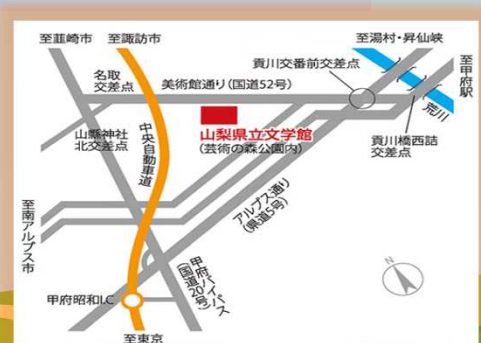 至韮崎市
至諏訪市
至湯村・昇仙峡
貢川交番前交差点
至甲府駅
名取
交差点
美術館通り(国道52号)
荒川
山梨県立文学館
(芸術の森公園内)
貢川橋西詰
交差点
山縣神社
北交差点
中央自動車道
アルプス通り
(県道5号)
至南アルプス市
甲府バイパス
(国道20号)
甲府昭和I.C
至東京
N